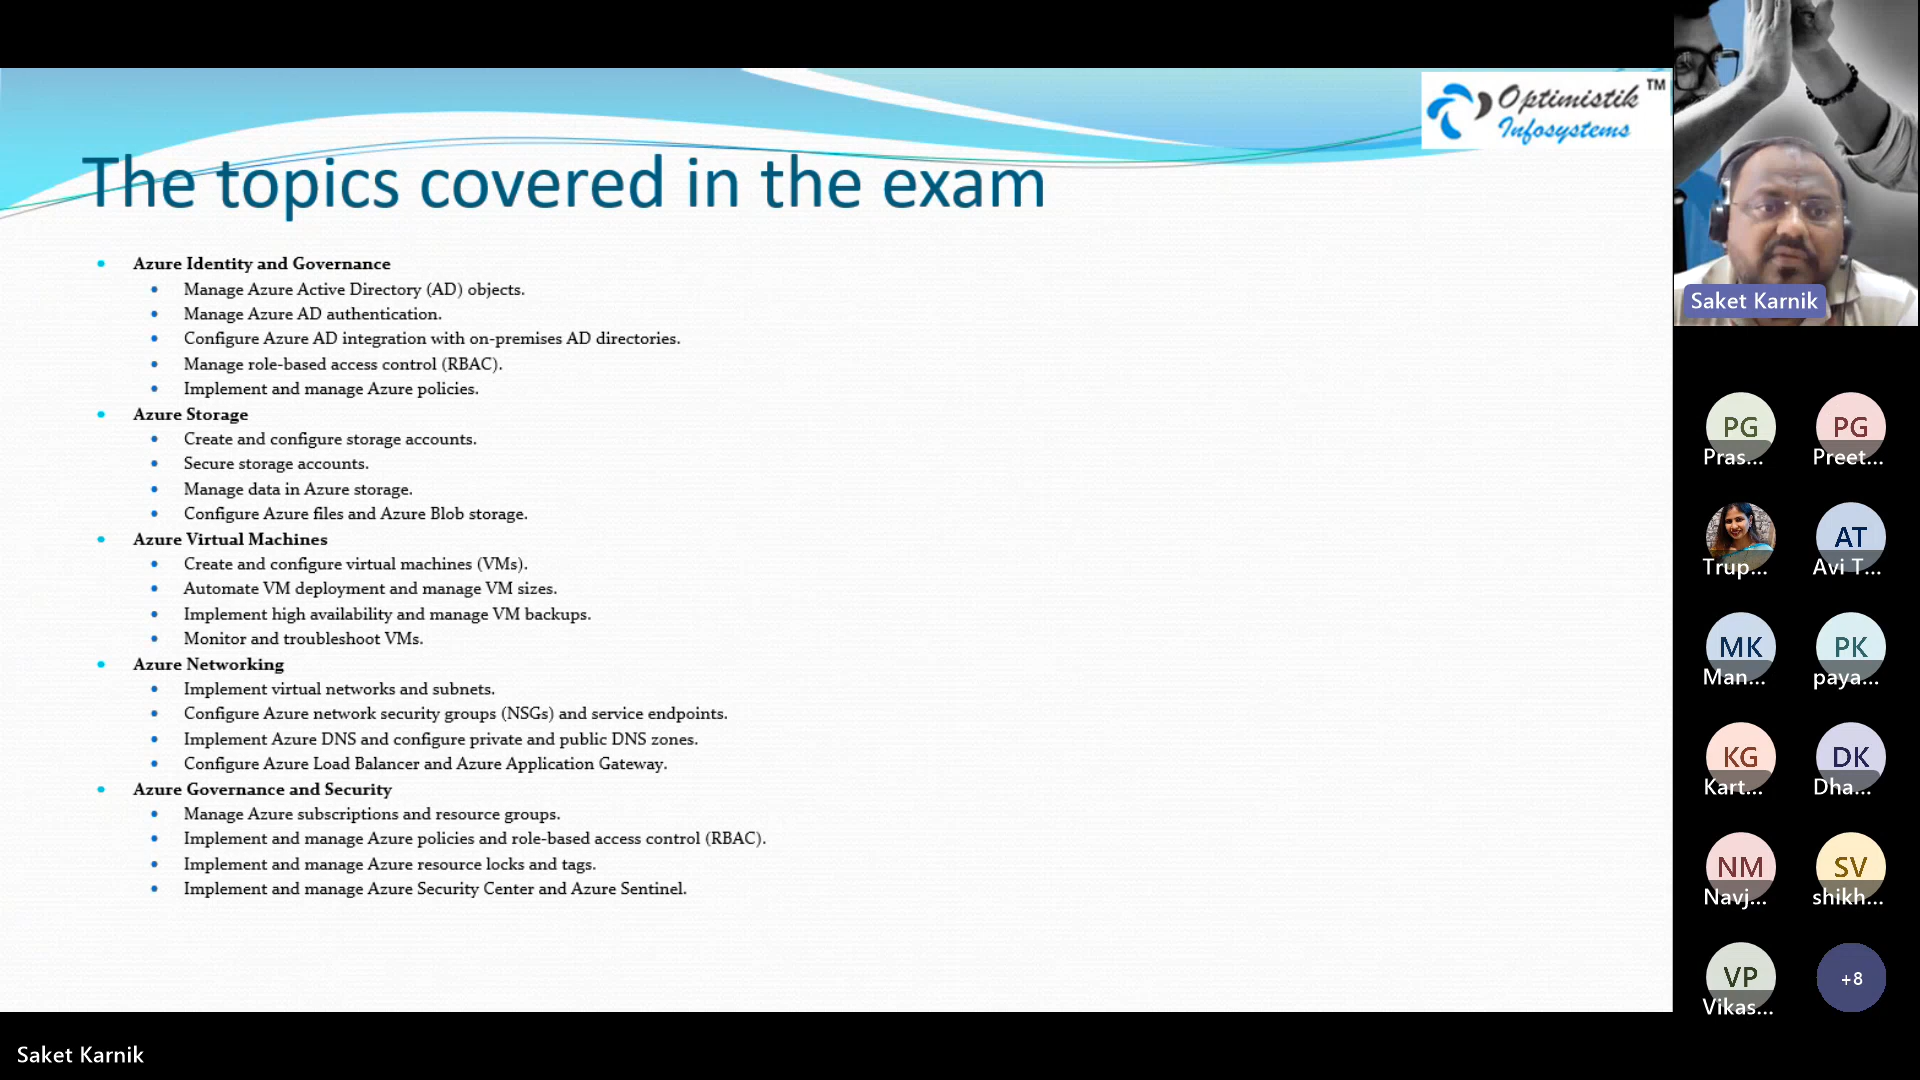 Optimistik TM
Infosystems
The topics covered in the exam
Azure Identity and Governance
Manage Azure Active Directory (AD) objects.
Manage Azure AD authentication.
Configure Azure AD integration with on-premises AD directories.
Manage role-based access control (RBAC).
Implement and manage Azure policies.
Azure Storage
Create and configure storage accounts.
Secure storage accounts.
Manage data in Azure storage.
Configure Azure files and Azure Blob storage.
Azure Virtual Machines
Create and configure virtual machines (VMs).
Automate VM deployment and manage VM sizes.
Implement high availability and manage VM backups.
Monitor and troubleshoot VMs.
Azure Networking
Implement virtual networks and subnets.
Configure Azure network security groups (NSGs) and service endpoints.
Implement Azure DNS and configure private and public DNS zones.
Configure Azure Load Balancer and Azure Application Gateway.
Azure Governance and Security
Manage Azure subscriptions and resource groups.
Implement and manage Azure policies and role-based access control (RBAC).
Implement and manage Azure resource locks and tags.
Implement and manage Azure Security Center and Azure Sentinel.
Saket Karnik
PG PG
Pras... Preet...
Trup... AT
Avi T...
MK PK
Man... paya...
KG DK
Kart... Dha...
NM SV
Navj... shikh...
VP +8
Vikas...
Saket Karnik